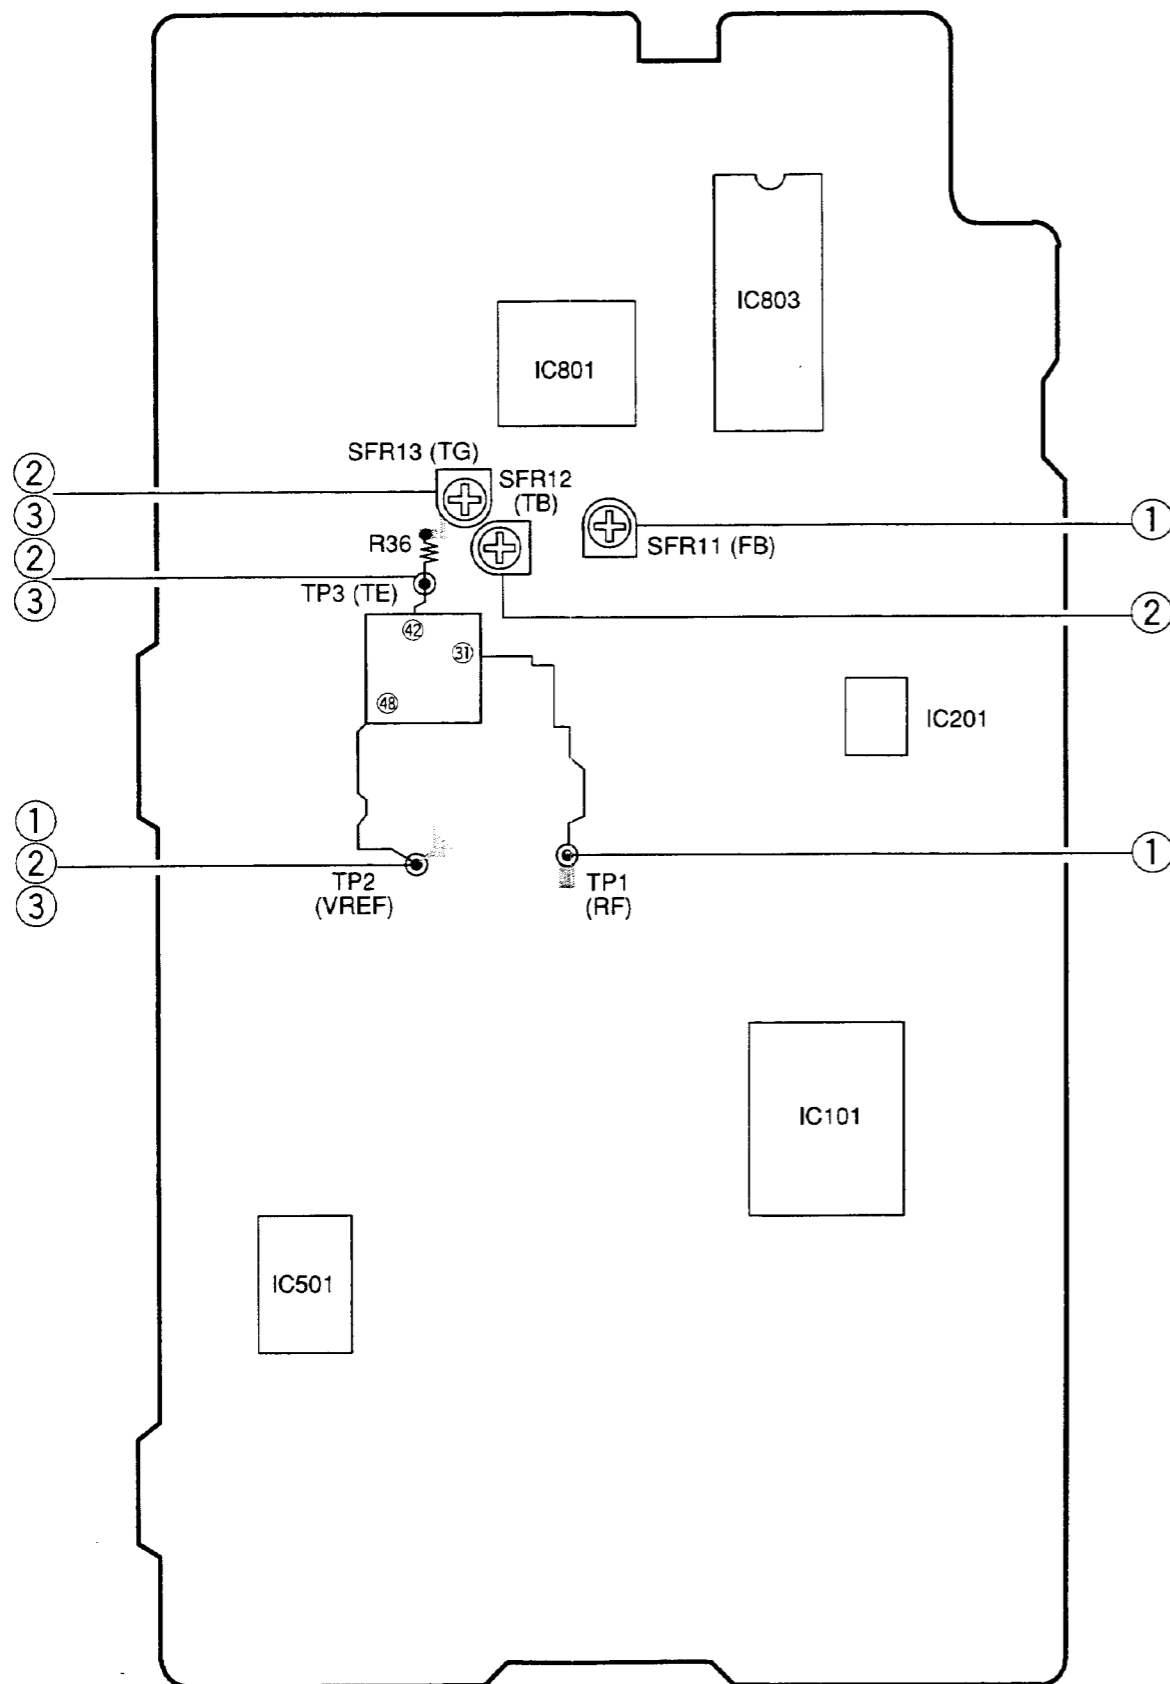 IC803
IC801
SFR13 (TG)
SFR12
(TB)
②
③
①
R36
SFR11 (FB)
②
③
TP3 (TE)
②
㊷
㉛
㊽
IC201
①
②
③
TP2
(VREF)
TP1
(RF)
①
IC101
IC501